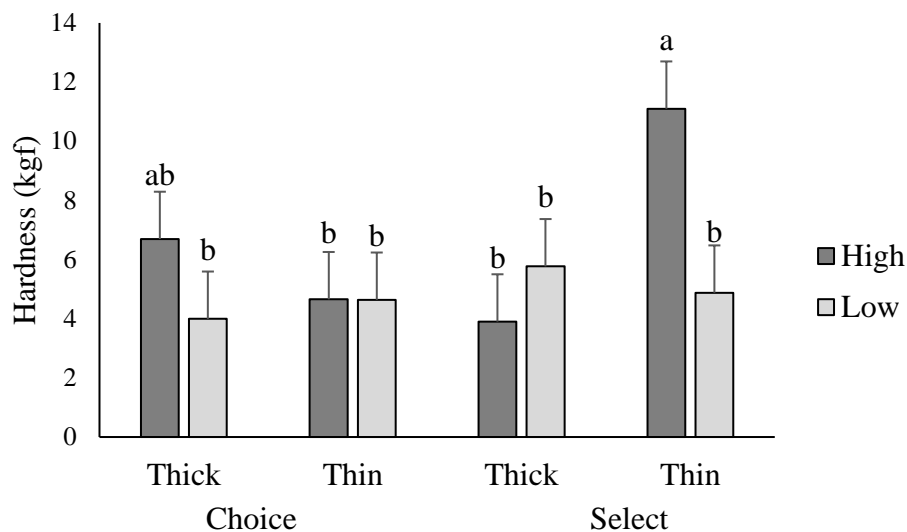 14
12
10
8
6
4
2
0
Hardness (kgf)
ab
b
b
b
b
b
a
b
High
Low
Thick
Thin
Thick
Thin
Choice
Select